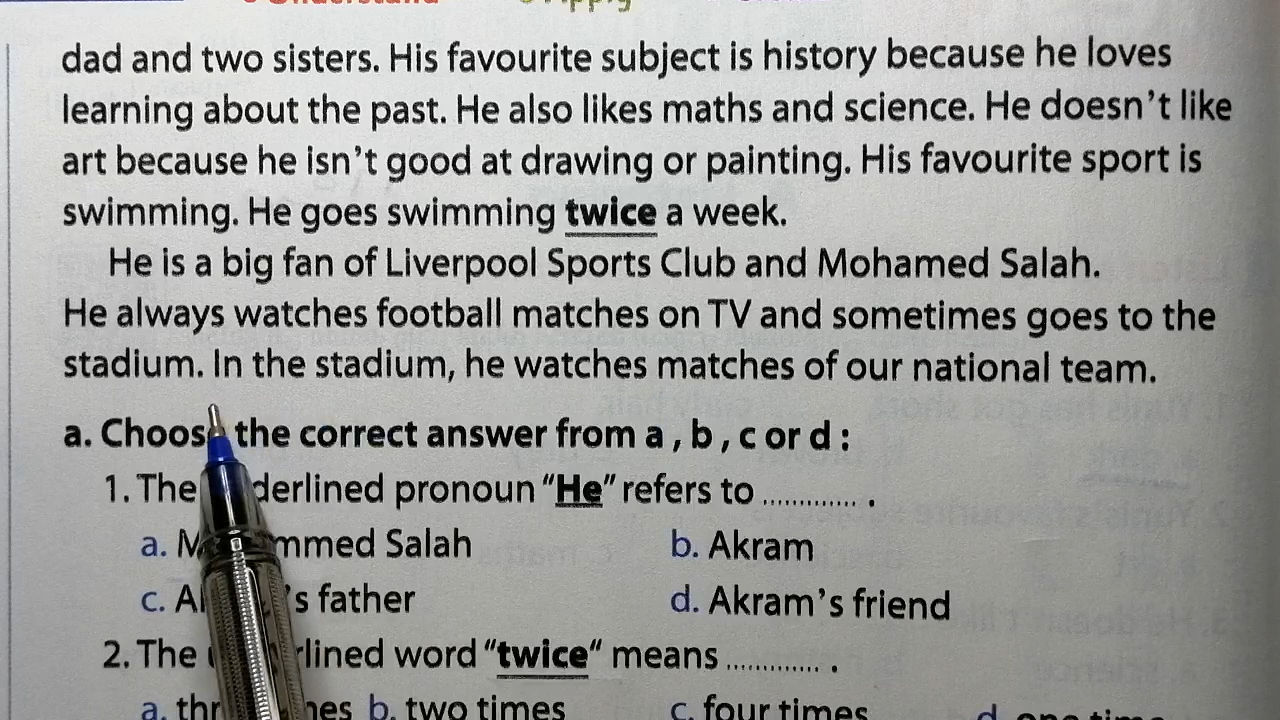 dad and two sisters. His favourite subject is history because he loves
learning about the past. He also likes maths and science. He doesn't like
art because he isn't good at drawing or painting. His favourite sport is
swimming. He goes swimming twice a week.
He is a big fan of Liverpool Sports Club and Mohamed Salah.
He always watches football matches on TV and sometimes goes to the
stadium. In the stadium, he watches matches of our national team.
a. Choose the correct answer from a , b , c or d :
1. The underlined pronoun "He" refers to ............. .
a. Salah b. Akram
c. father d. Akram's friend
2. The underlined word "twice" means ............. .
a. b. two times c. four times d. one time